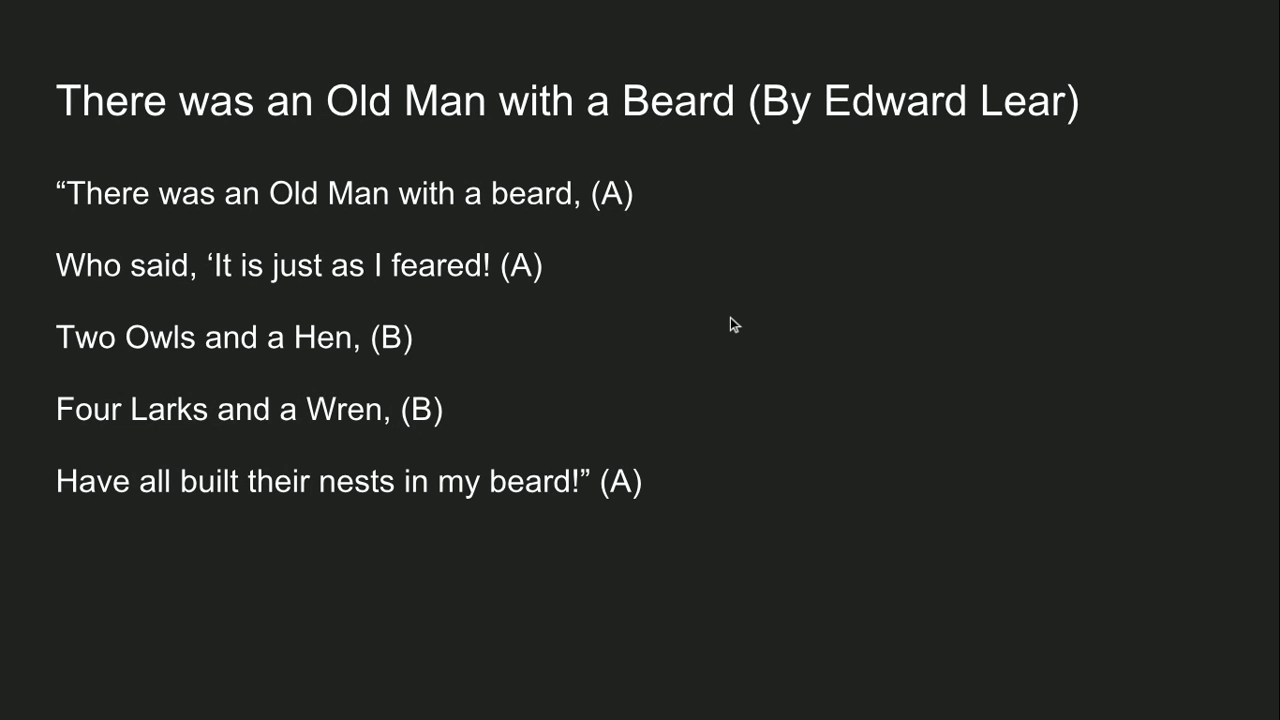 There was an Old Man with a Beard (By Edward Lear)
“There was an Old Man with a beard, (A)
Who said, ‘It is just as I feared! (A)
Two Owls and a Hen, (B)
Four Larks and a Wren, (B)
Have all built their nests in my beard!” (A)